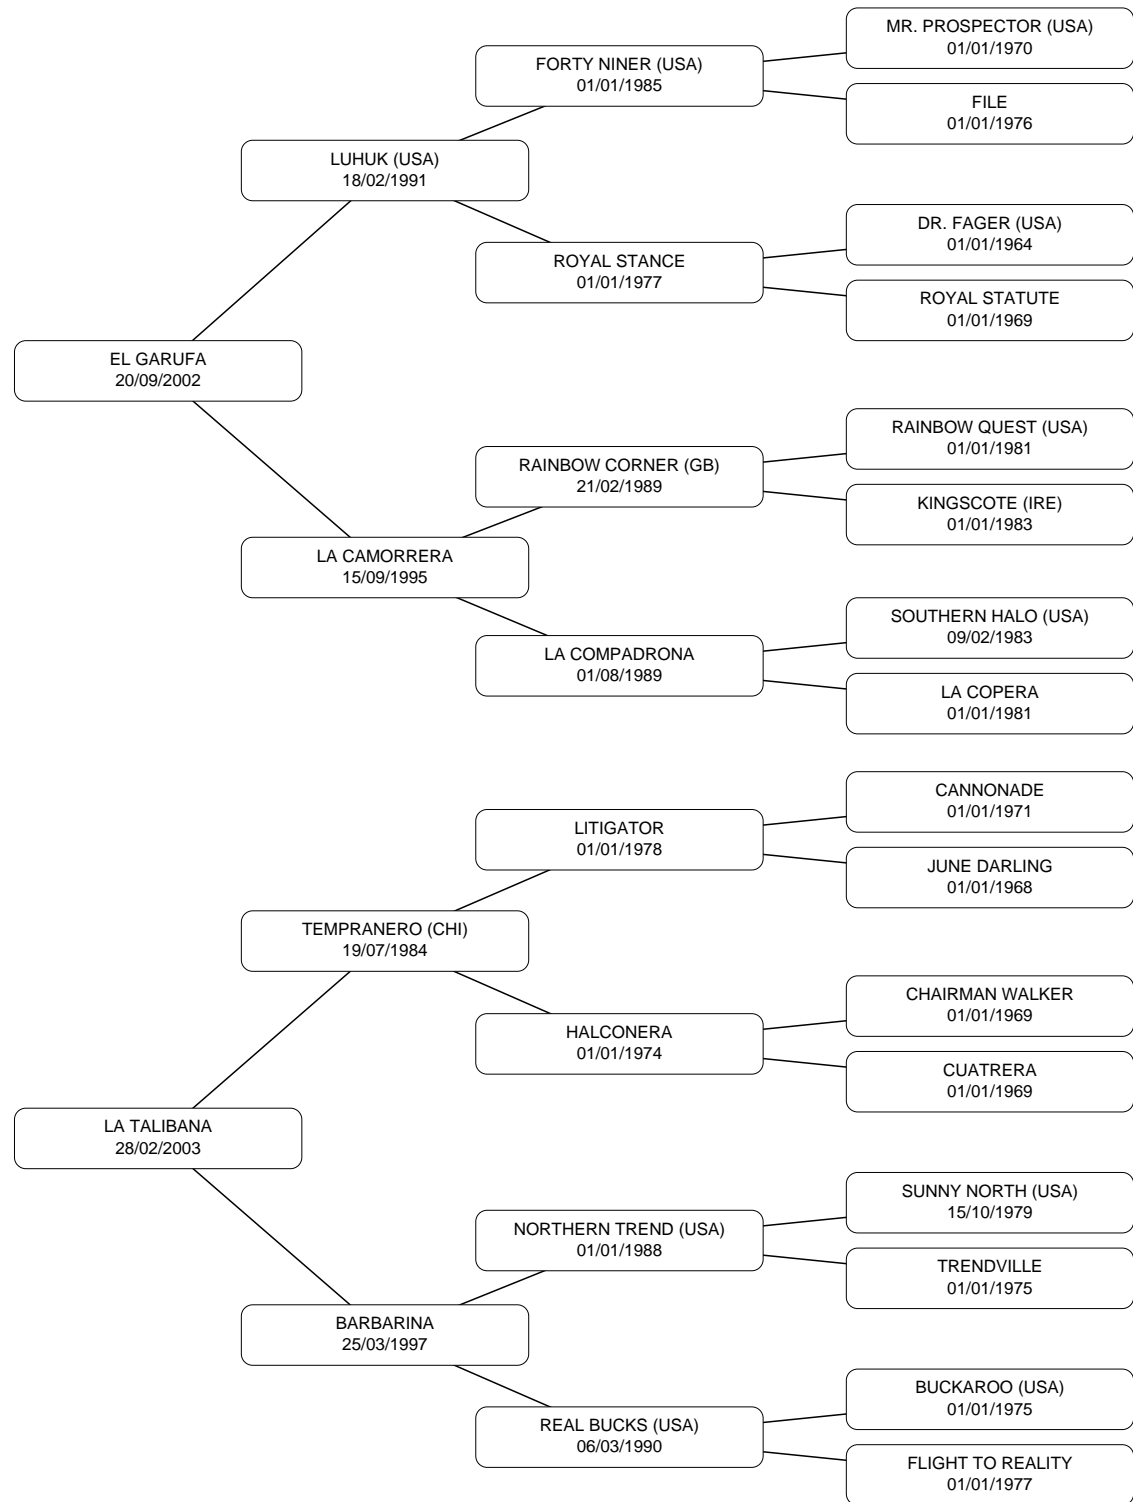 MR. PROSPECTOR (USA)
01/01/1970
FORTY NINER (USA)
01/01/1985
FILE
01/01/1976
LUHUK (USA)
18/02/1991
DR. FAGER (USA)
01/01/1964
ROYAL STANCE
01/01/1977
ROYAL STATUTE
01/01/1969
EL GARUFA
20/09/2002
RAINBOW QUEST (USA)
01/01/1981
RAINBOW CORNER (GB)
21/02/1989
KINGSCOTE (IRE)
01/01/1983
LA CAMORRERA
15/09/1995
SOUTHERN HALO (USA)
09/02/1983
LA COMPADRONA
01/08/1989
LA COPERA
01/01/1981
CANNONADE
01/01/1971
LITIGATOR
01/01/1978
JUNE DARLING
01/01/1968
TEMPRANERO (CHI)
19/07/1984
CHAIRMAN WALKER
01/01/1969
HALCONERA
01/01/1974
CUATRERA
01/01/1969
LA TALIBANA
28/02/2003
SUNNY NORTH (USA)
15/10/1979
NORTHERN TREND (USA)
01/01/1988
TRENDVILLE
01/01/1975
BARBARINA
25/03/1997
BUCKAROO (USA)
01/01/1975
REAL BUCKS (USA)
06/03/1990
FLIGHT TO REALITY
01/01/1977